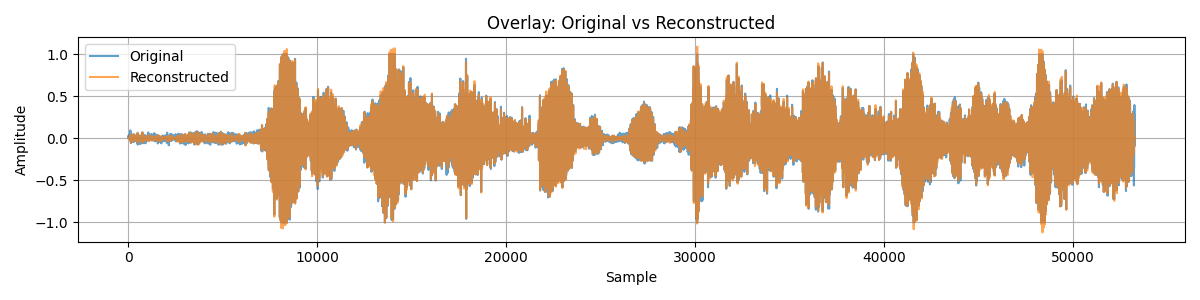 Overlay: Original vs Reconstructed
Original
Reconstructed
1.0
0.5
0.0
−0.5
−1.0
Amplitude
0
10000
20000
30000
40000
50000
Sample